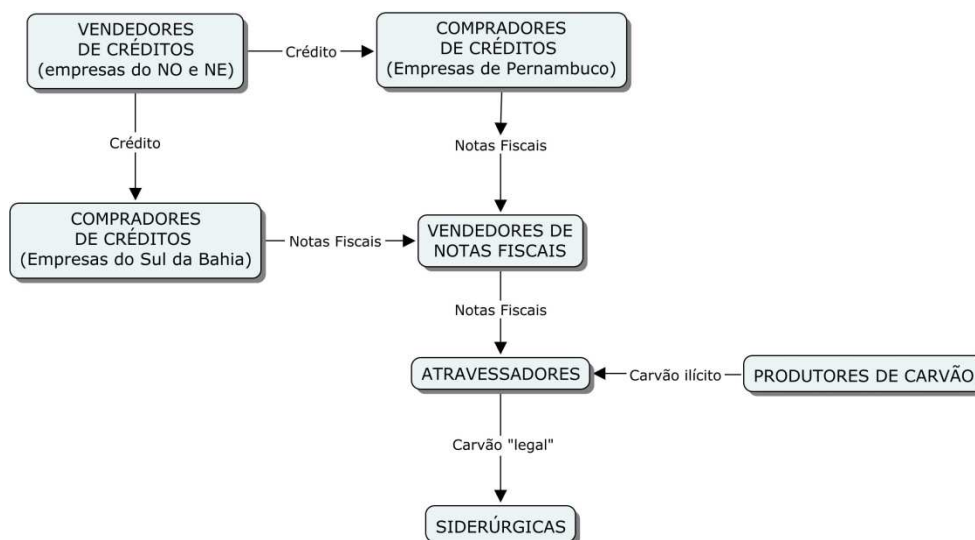 VENDEDORES
DE CRÉDITOS
(empresas do NO e NE)
Crédito
COMPRADORES
DE CRÉDITOS
(Empresas de Pernambuco)
Crédito
Notas Fiscais
COMPRADORES
DE CRÉDITOS
(Empresas do Sul da Bahia)
Notas Fiscais
VENDEDORES DE
NOTAS FISCAIS
Notas Fiscais
ATRAVESSADORES
Carvão ilícito
PRODUTORES DE CARVÃO
Carvão "legal"
SIDERÚRGICAS